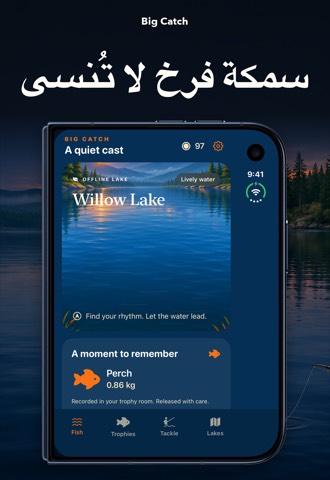 Big Catch
سمكة فرخ لا تُنسى
BIG CATCH
A quiet cast
97
9:41
OFFLINE LAKE
Lively water
Willow Lake
Find your rhythm. Let the water lead.
A moment to remember
Perch
0.86 kg
Recorded in your trophy room. Released with care.
Fish
Trophies
Tackle
Lakes